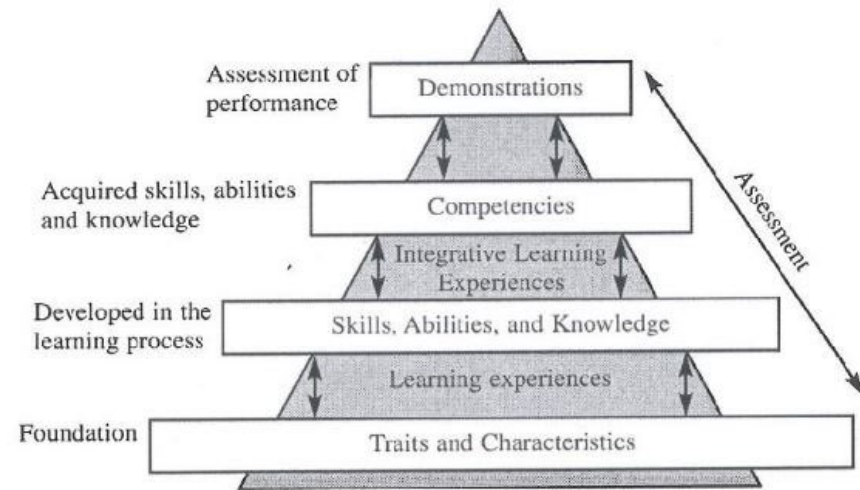 Assessment of
performance
Demonstrations
Acquired skills, abilities
and knowledge
Competencies
Assessment
Integrative Learning
Experiences
Developed in the
learning process
Skills, Abilities, and Knowledge
Learning experiences
Foundation
Traits and Characteristics